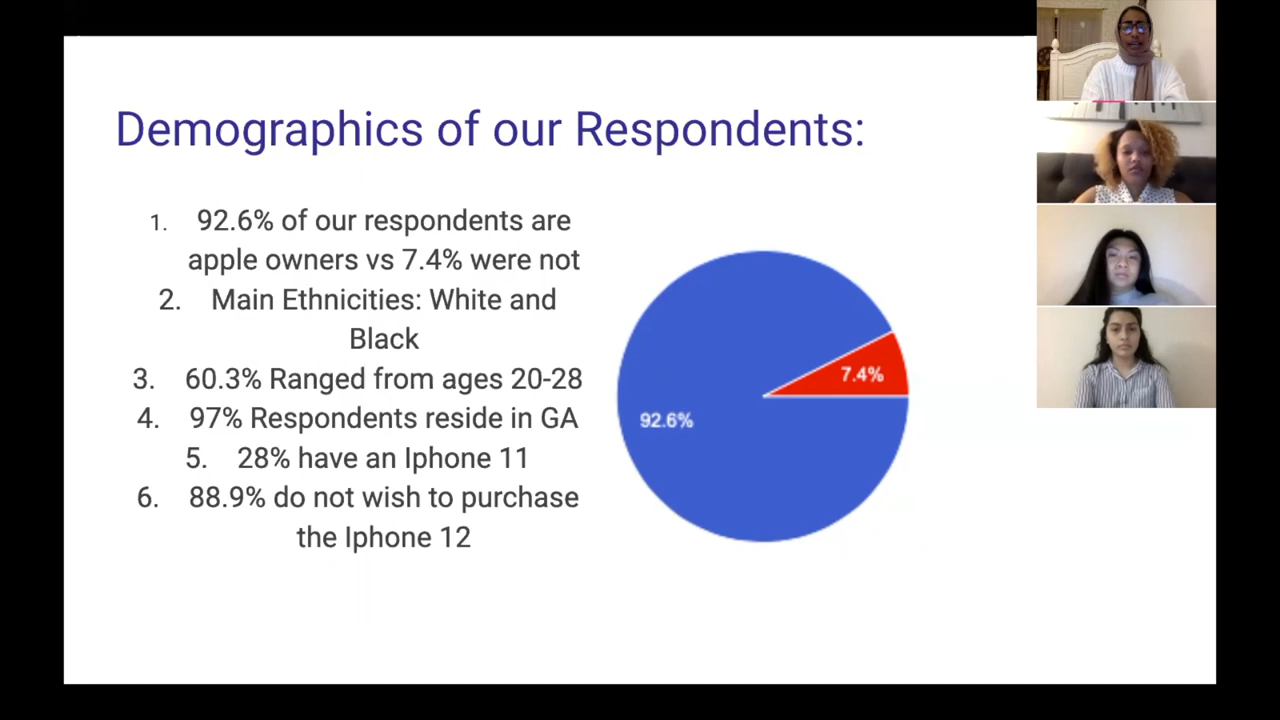 Demographics of our Respondents:
1. 92.6% of our respondents are
apple owners vs 7.4% were not
2. Main Ethnicities: White and
Black
3. 60.3% Ranged from ages 20-28
4. 97% Respondents reside in GA
5. 28% have an Iphone 11
6. 88.9% do not wish to purchase
the Iphone 12
7.4%
92.6%